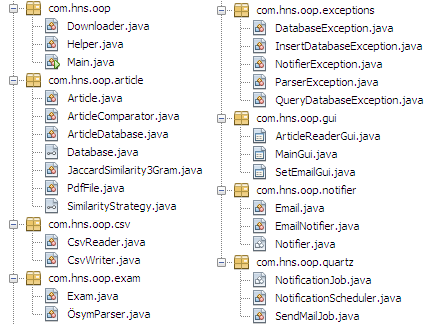 com.hns.oop
Downloader.java
Helper.java
Main.java
com.hns.oop.article
Article.java
ArticleComparator.java
ArticleDatabase.java
Database.java
JaccardSimilarity3Gram.java
PdfFile.java
SimilarityStrategy.java
com.hns.oop.csv
CsvReader.java
CsvWriter.java
com.hns.oop.exam
Exam.java
ÖsymParser.java
com.hns.oop.exceptions
DatabaseException.java
InsertDatabaseException.java
NotifierException.java
ParserException.java
QueryDatabaseException.java
com.hns.oop.gui
ArticleReaderGui.java
MainGui.java
SetEmailGui.java
com.hns.oop.notifier
Email.java
EmailNotifier.java
Notifier.java
com.hns.oop.quartz
NotificationJob.java
NotificationScheduler.java
SendMailJob.java